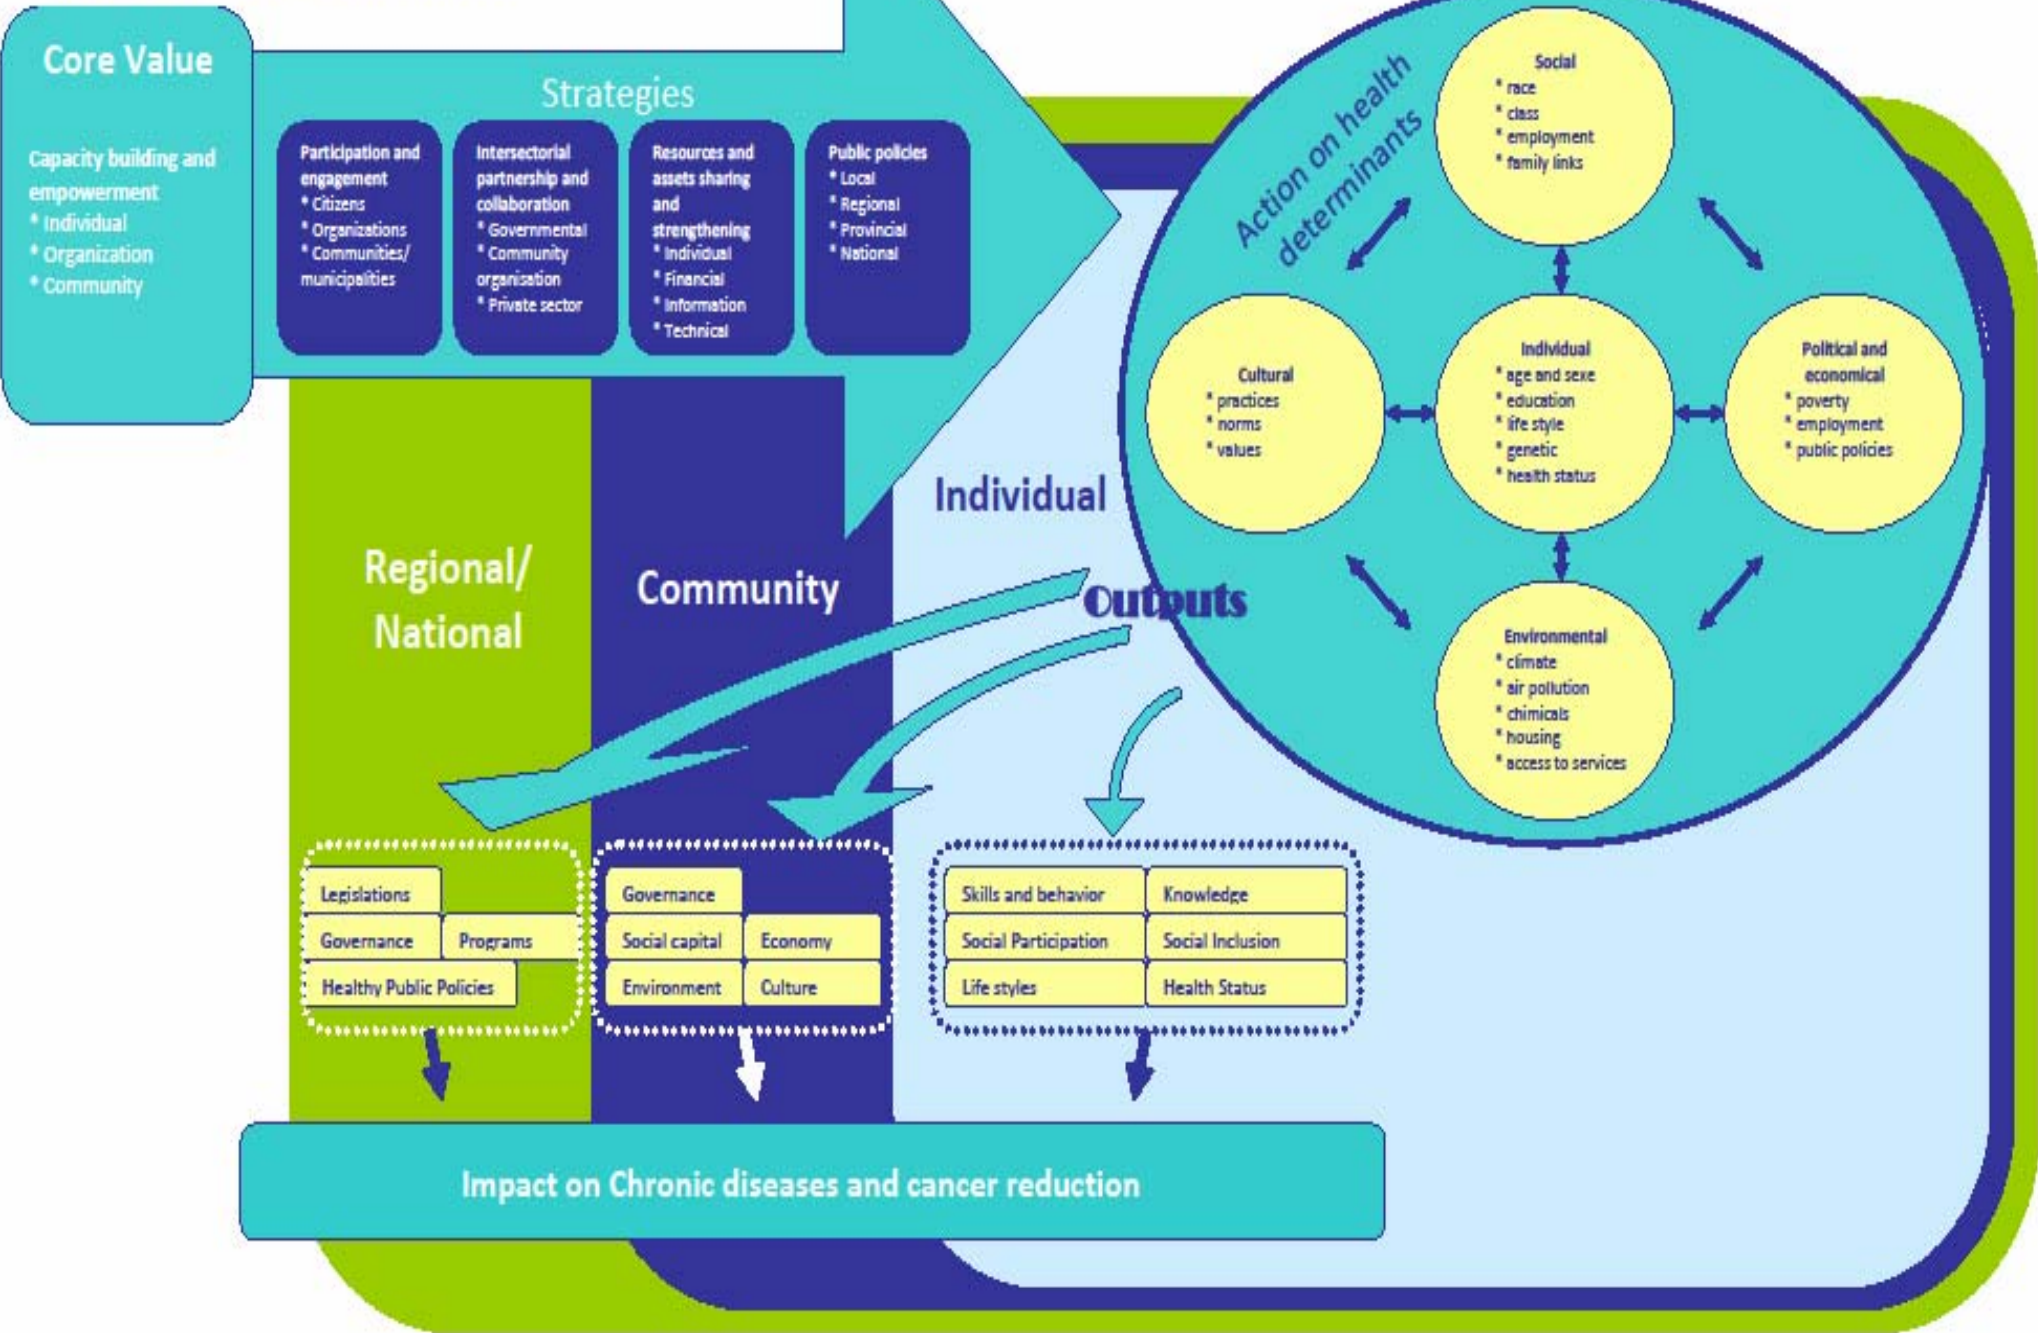 Core Value
Capacity building and
empowerment
* Individual
* Organization
* Community
Strategies
Participation and
engagement
* Citizens
* Organizations
* Communities/
municipalities
Intersectorial
partnership and
collaboration
* Governmental
* Community
organisation
* Private sector
Resources and
assets sharing
and
strengthening
* Individual
* Financial
* Information
* Technical
Public policies
* Local
* Regional
* Provincial
* National
Action on health
determinants
Social
* race
* class
* employment
* family links
Cultural
* practices
* norms
* values
Individual
* age and sexe
* education
* life style
* genetic
* health status
Political and
economical
* poverty
* employment
* public policies
Environmental
* climate
* air pollution
* chimicals
* housing
* access to services
Regional/
National
Community
Individual
Outputs
Legislations
Governance
Programs
Healthy Public Policies
Governance
Social capital
Economy
Environment
Culture
Skills and behavior
Knowledge
Social Participation
Social Inclusion
Life styles
Health Status
Impact on Chronic diseases and cancer reduction